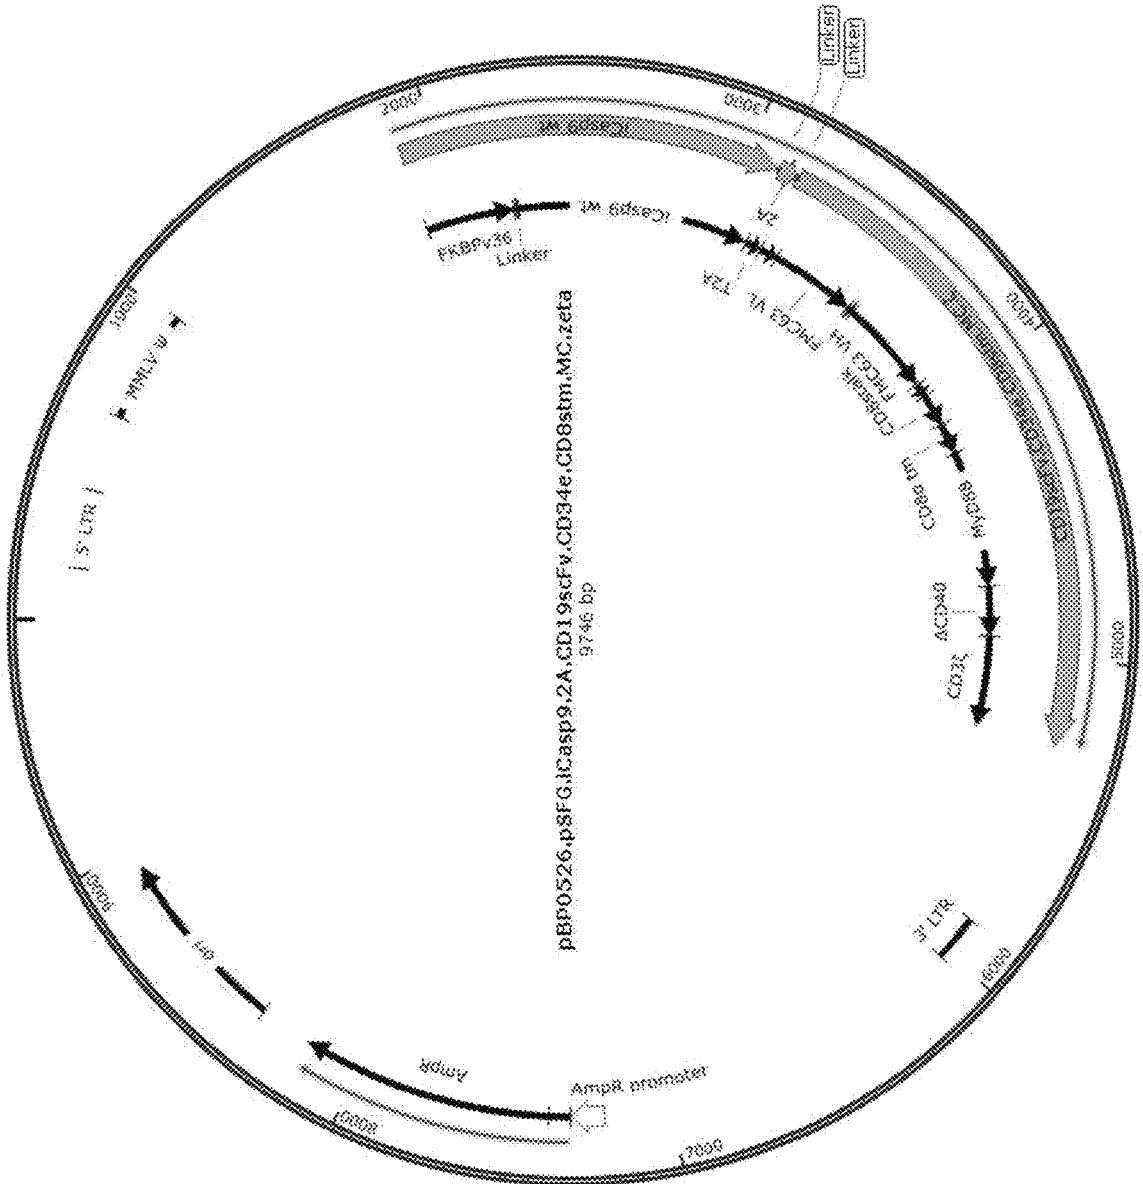 pBP0526.pSFG.iCasp9.2A.CD19scFv.CD34e.CD8stm.MC.zeta
9746 bp
1000
2000
3000
4000
5000
6000
7000
8000
9000
Linker
Linker
iCasp9 wt
2A
iCasp9 wt
FKBPv36
Linker
T2A
FMC63 VL
FMC63 VH
CD8stalk
CD8a tm
MyD88
ΔCD40
CD3ζ
3' LTR
AmpR promoter
AmpR
ori
5' LTR
MMLV Ψ